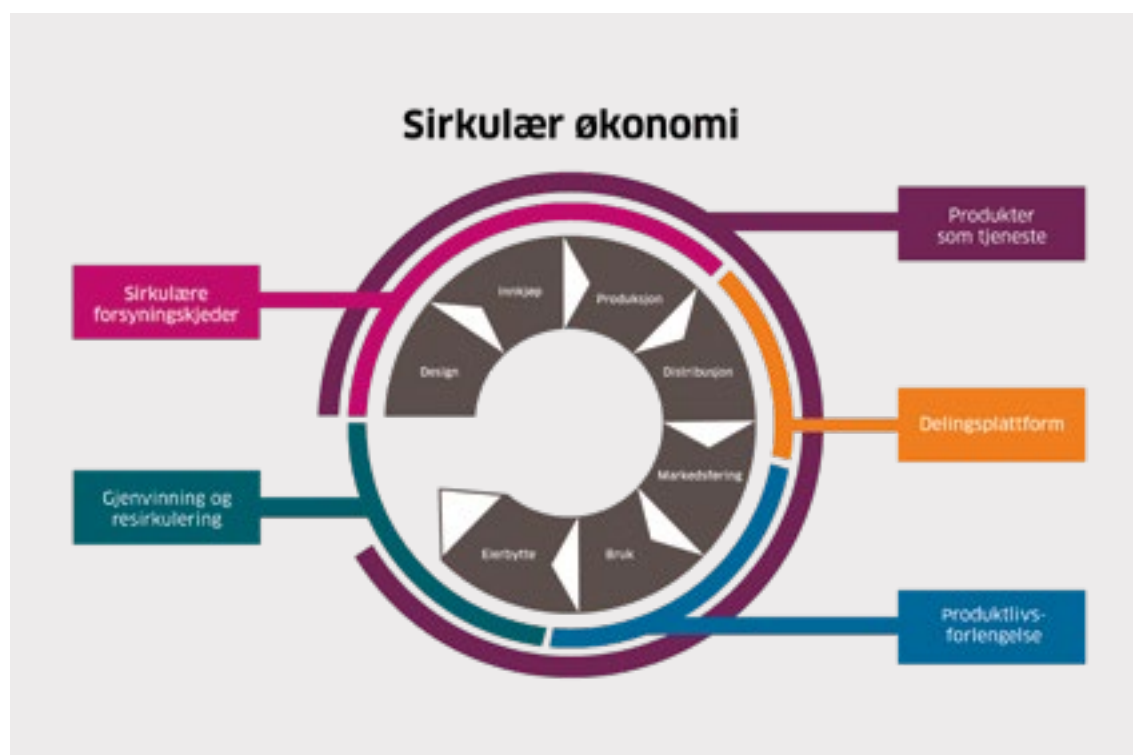 Sirkulær økonomi
Produkter
som tjeneste
Sirkulære
forsyningskjeder
Innkjøp
Produksjon
Design
Distribusjon
Delingsplattform
Markedsføring
Gjenvinning og
resirkulering
Eierbytte
Bruk
Produktlivs-
forlengelse